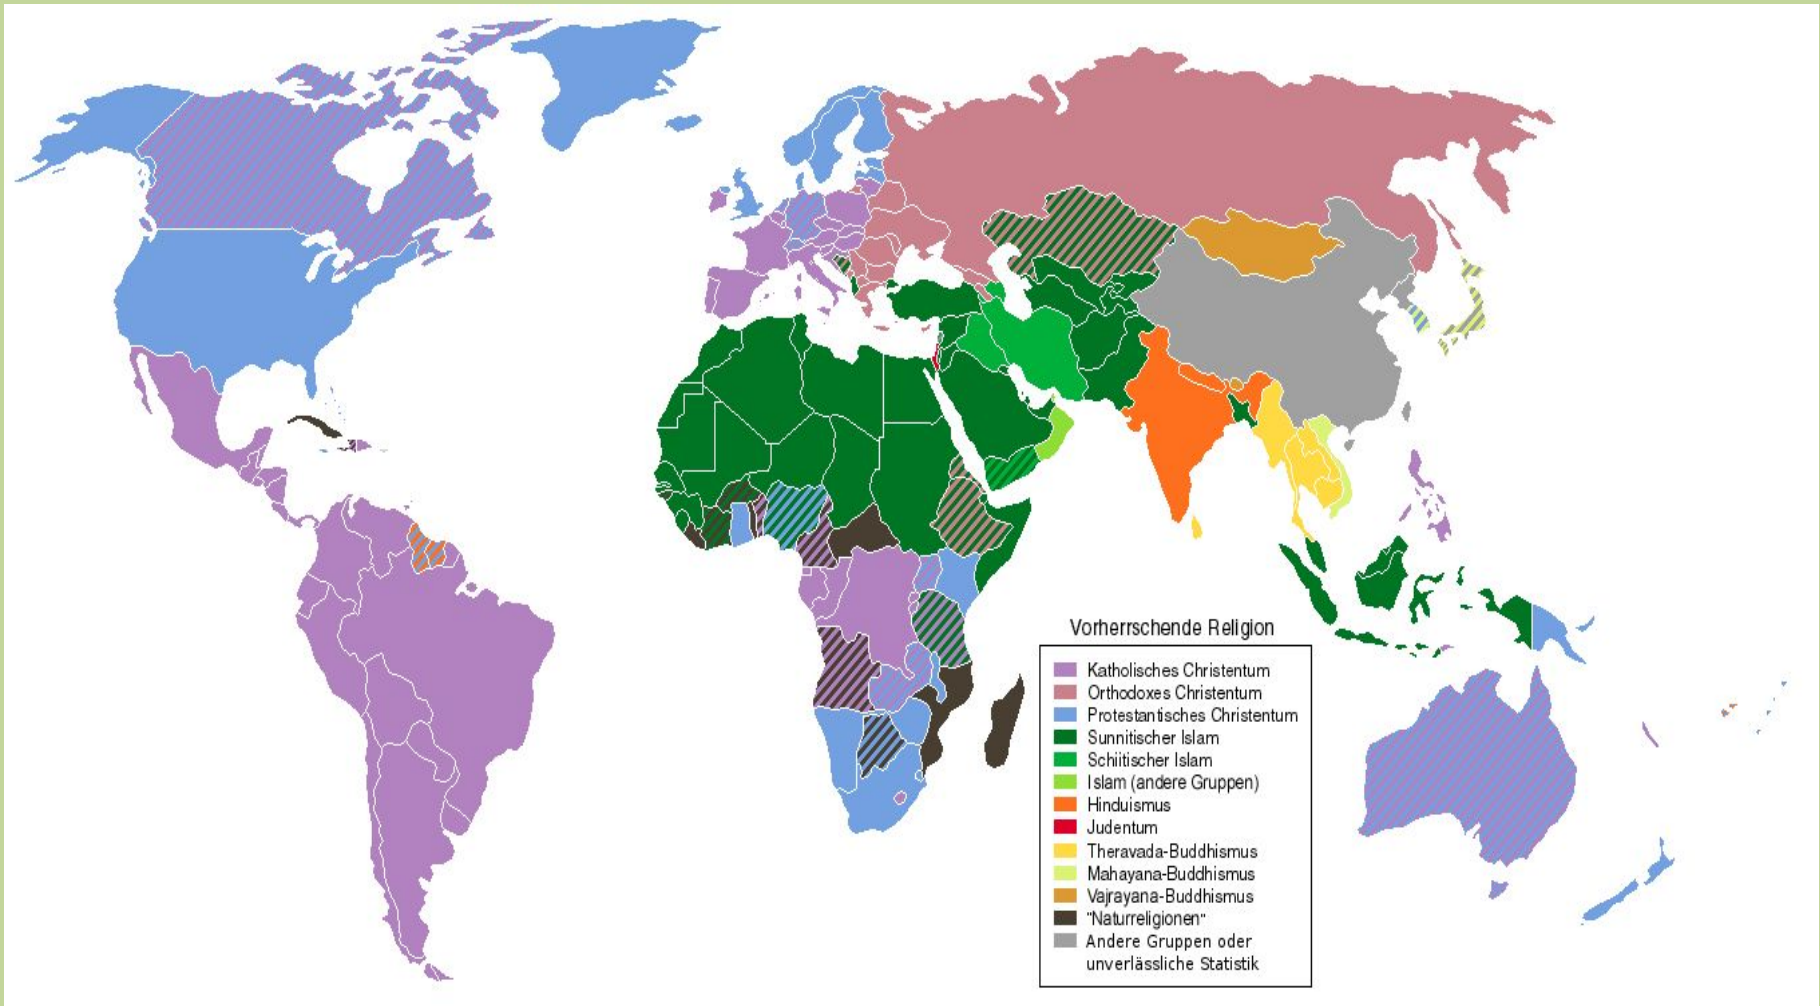 Vorherrschende Religion
Katholisches Christentum
Orthodoxes Christentum
Protestantisches Christentum
Sunnitischer Islam
Schiitischer Islam
Islam (andere Gruppen)
Hinduismus
Judentum
Theravada-Buddhismus
Mahayana-Buddhismus
Vajrayana-Buddhismus
"Naturreligionen"
Andere Gruppen oder
unverlässliche Statistik